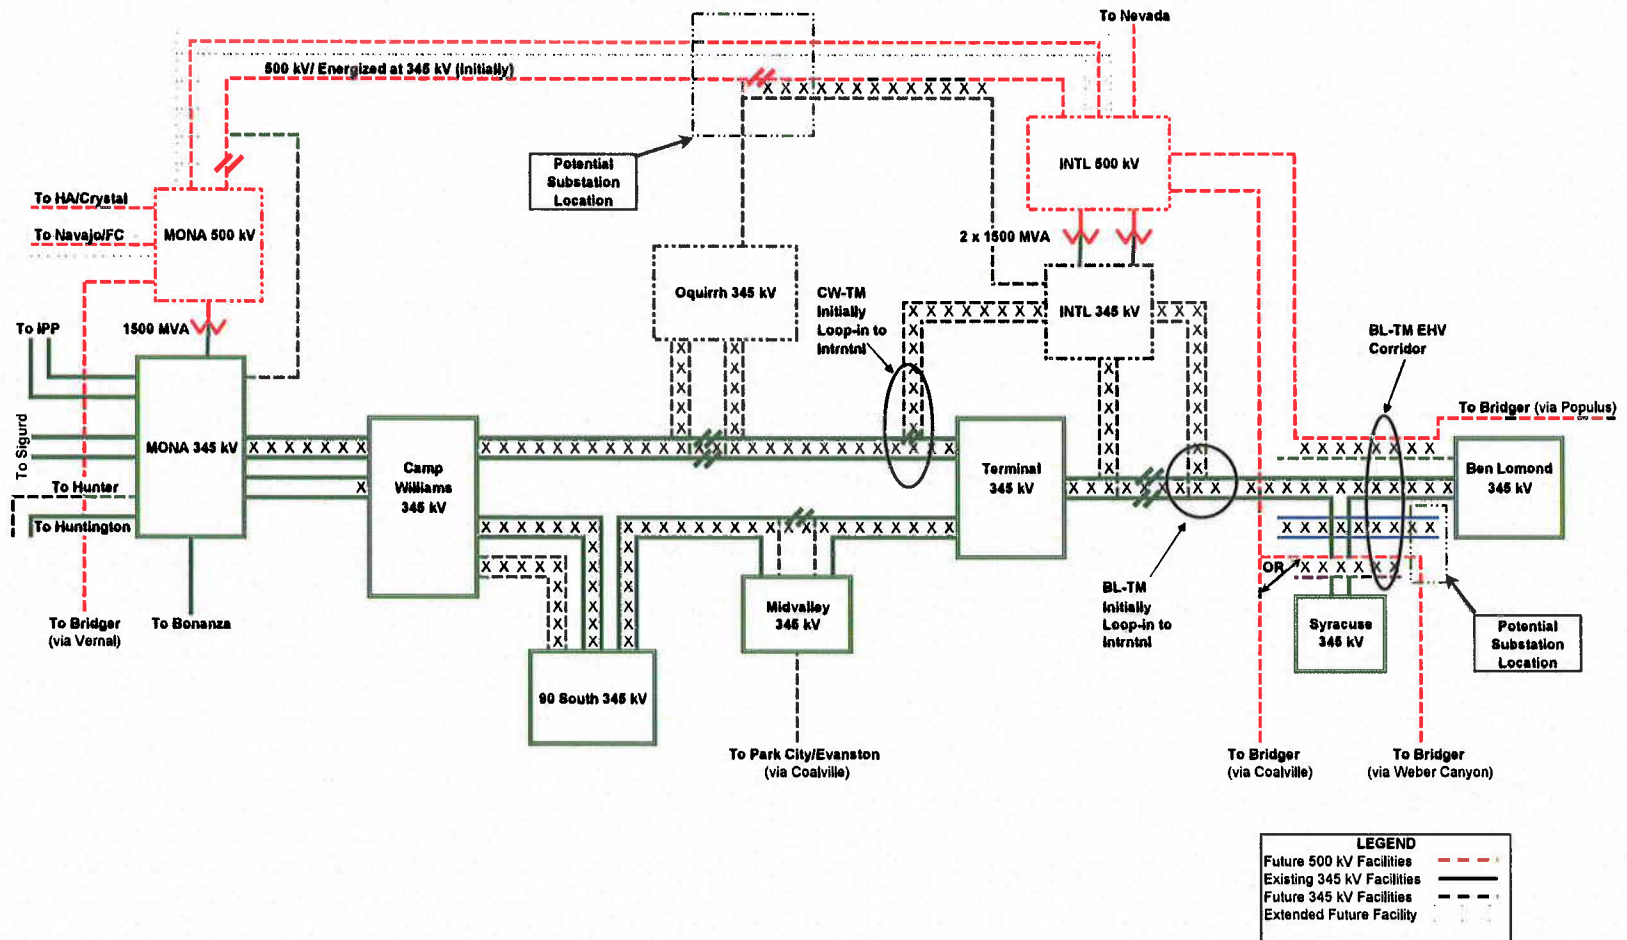 To Nevada
500 kV/ Energized at 345 kV (Initially)
X X X X X X X X X X X X X
Potential
Substation
Location
INTL 500 kV
To HA/Crystal
To Navajo/FC
MONA 500 kV
2 x 1500 MVA
Oquirrh 345 kV
CW-TM
Initially
Loop-in to
Intrntnl
INTL 345 kV
To IPP
1500 MVA
BL-TM EHV
Corridor
To Bridger (via Populus)
To Sigurd
MONA 345 kV
Camp
Williams
345 kV
Terminal
345 kV
Ben Lomond
345 kV
To Hunter
To Huntington
OR
To Bridger
(via Vernal)
To Bonanza
Midvalley
345 kV
BL-TM
Initially
Loop-in to
Intrntnl
Syracuse
345 kV
Potential
Substation
Location
90 South 345 kV
To Park City/Evanston
(via Coalville)
To Bridger
(via Coalville)
To Bridger
(via Weber Canyon)
LEGEND
Future 500 kV Facilities
Existing 345 kV Facilities
Future 345 kV Facilities
Extended Future Facility